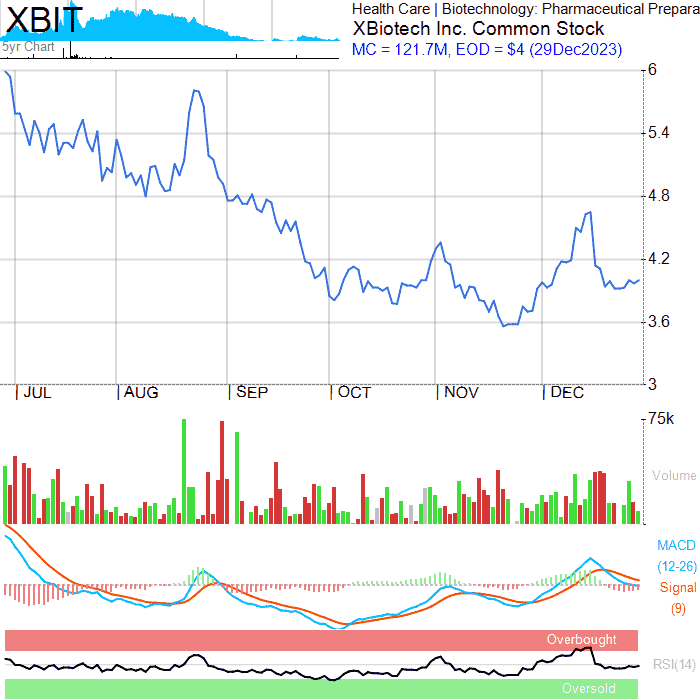 XBIT
5yr Chart
Health Care | Biotechnology: Pharmaceutical Prepara
XBiotech Inc. Common Stock
MC = 121.7M, EOD = $4 (29Dec2023)
6
5.4
4.8
4.2
3.6
3
JUL AUG SEP OCT NOV DEC
75k
Volume
MACD
(12-26)
Signal
(9)
Overbought
RSI(14)
Oversold